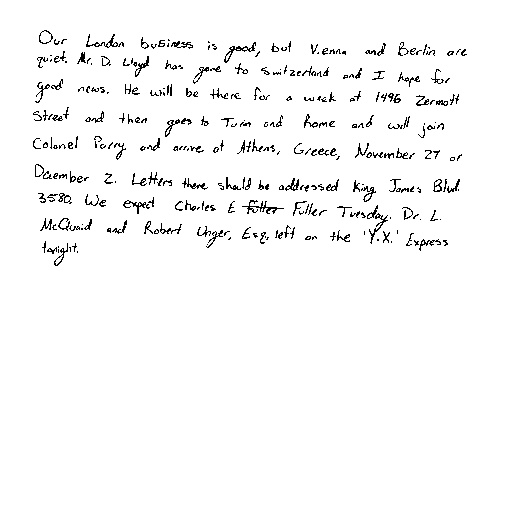 Our London business is good, but Vienna and Berlin are
quiet. Mr. D. Lloyd has gone to Switzerland and I hope for
good news. He will be there for a week at 1496 Zermott
Street and then goes to Turin and Rome and will join
Colonel Parry and arrive at Athens, Greece, November 27 or
December 2. Letters there should be addressed King James Blvd.
3580. We expect Charles E Fuller Tuesday. Dr. L.
McQuaid and Robert Unger, Esq. left on the 'Y.X.' Express
tonight.